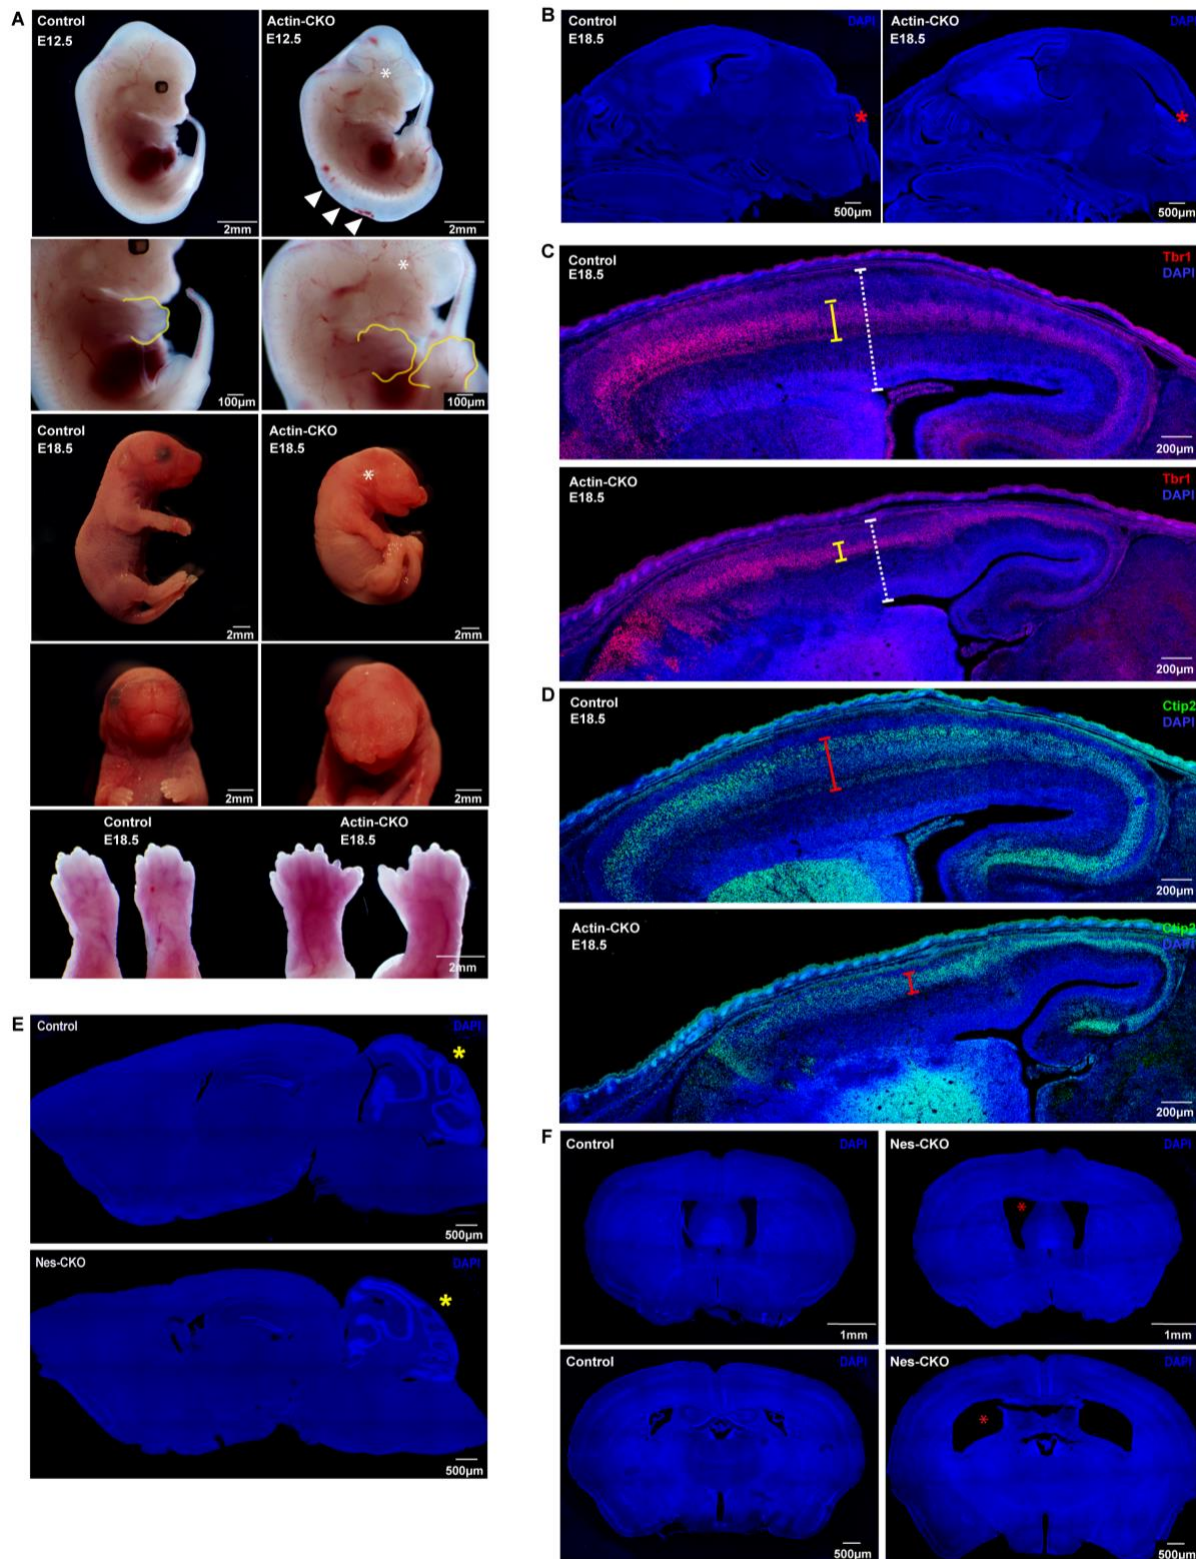 A
Control
E12.5
Actin-CKO
E12.5
*
2mm
2mm
*
100μm
100μm
Control
E18.5
Actin-CKO
E18.5
*
2mm
2mm
2mm
2mm
Control
E18.5
Actin-CKO
E18.5
2mm
B
Control
E18.5
DAPI
*
500μm
Actin-CKO
E18.5
DAPI
*
500μm
C
Control
E18.5
Tbr1
DAPI
200μm
Actin-CKO
E18.5
Tbr1
DAPI
200μm
D
Control
E18.5
Ctip2
DAPI
200μm
Actin-CKO
E18.5
Ctip2
DAPI
200μm
E
Control
DAPI
*
500μm
Nes-CKO
DAPI
*
500μm
F
Control
DAPI
1mm
Nes-CKO
DAPI
*
1mm
Control
DAPI
500μm
Nes-CKO
DAPI
*
500μm